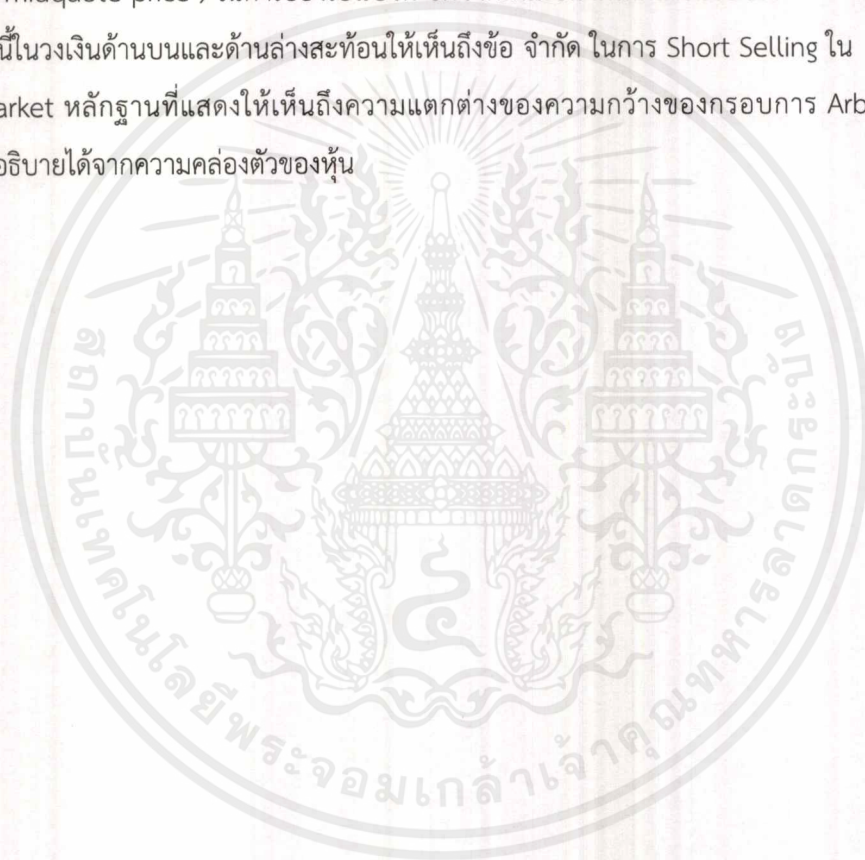 นี้ในวงเงินด้านบนและด้านล่างสะท้อนให้เห็นถึงข้อ จำกัด ในการ Short Selling ใน
arket หลักฐานที่แสดงให้เห็นถึงความแตกต่างของความกว้างของกรอบการ Arb
อธิบายได้จากความคล่องตัวของหุ้น
สถาบันเทคโนโลยีพระจอมเกล้าเจ้าคุณทหารลาดกระบัง